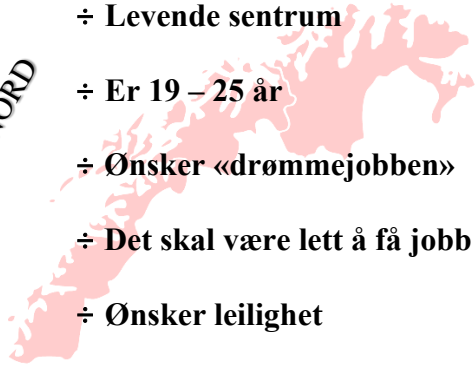 ÷ Levende sentrum
÷ Er 19 – 25 år
÷ Ønsker «drømmejobben»
÷ Det skal være lett å få jobb
÷ Ønsker leilighet